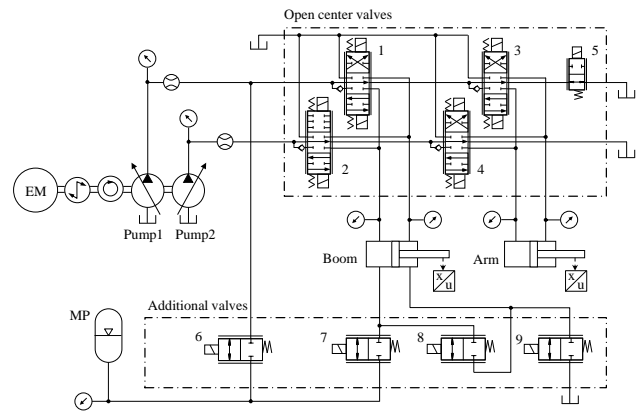 Open center valves
1
3
5
2
4
EM
Pump1
Pump2
Boom
Arm
x
u
x
u
MP
Additional valves
6
7
8
9